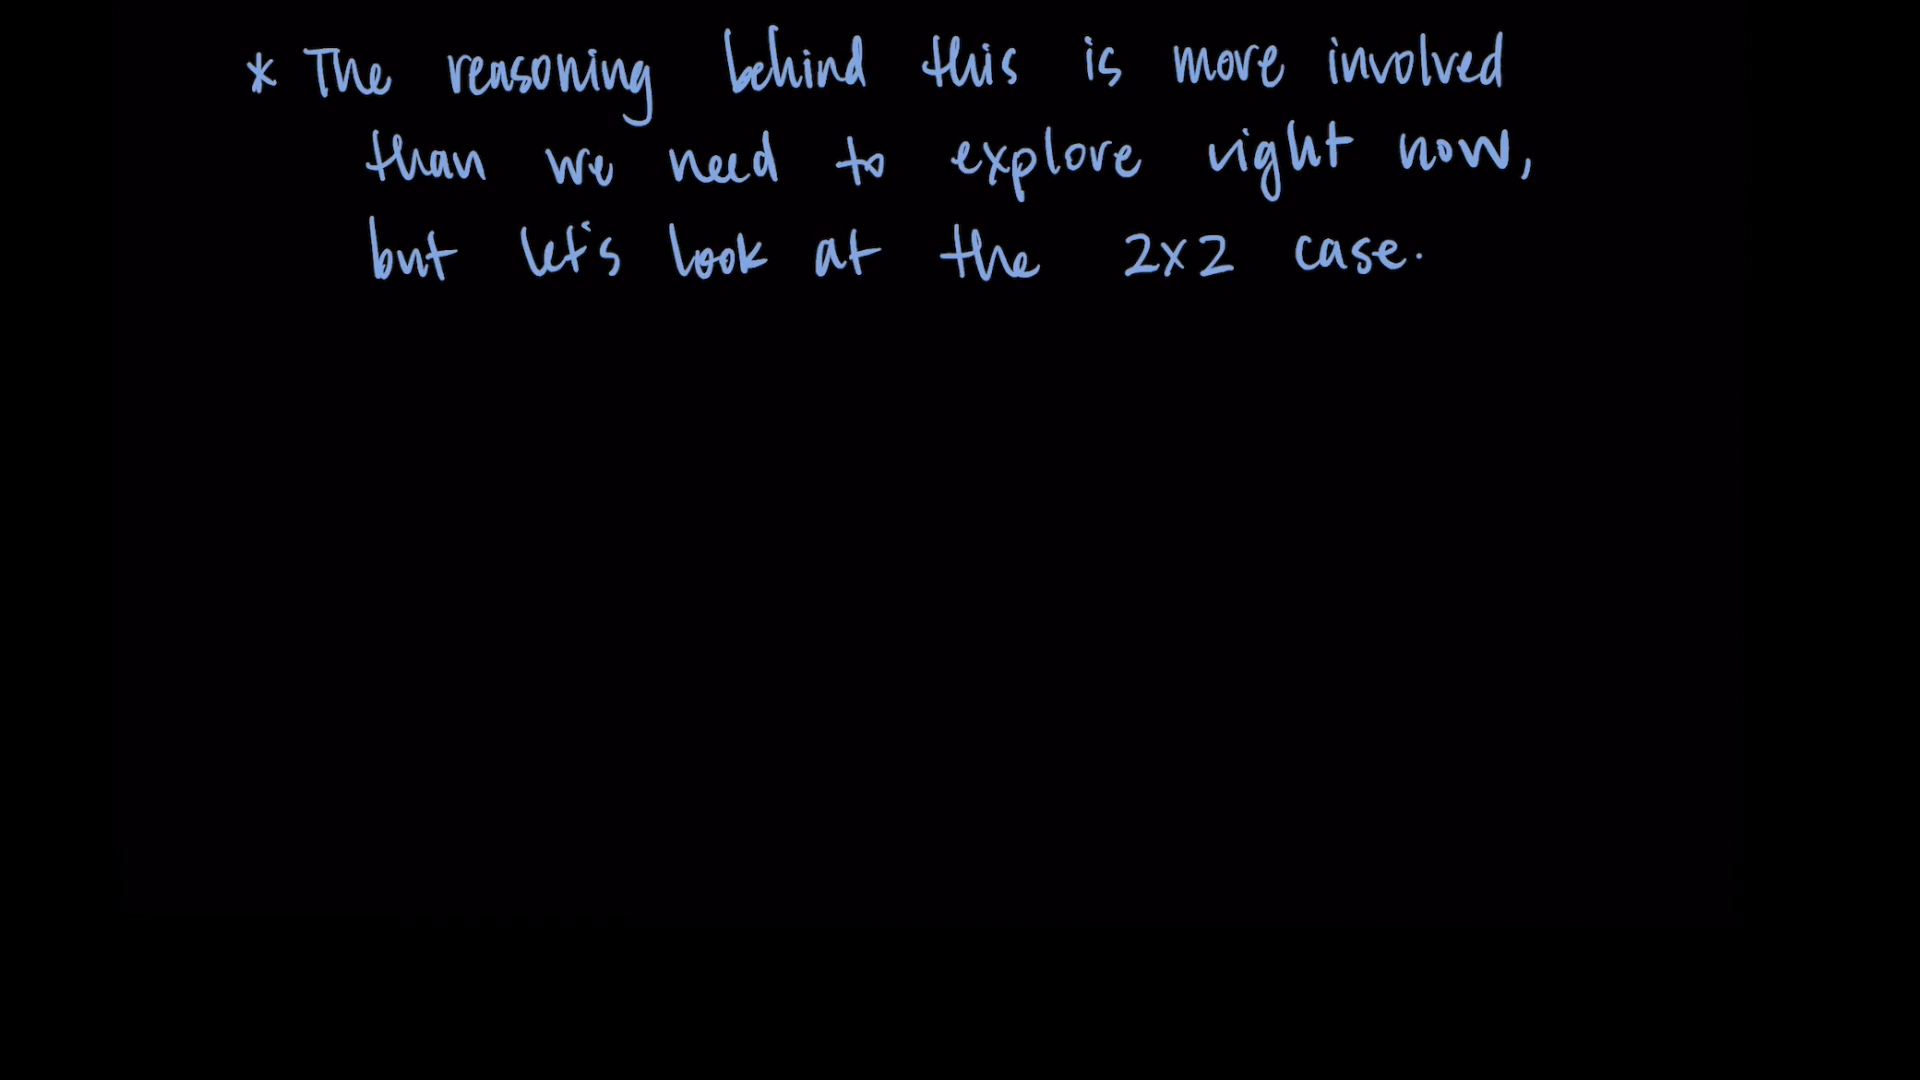 * The reasoning behind this is more involved
than we need to explore right now,
but let's look at the 2x2 case.